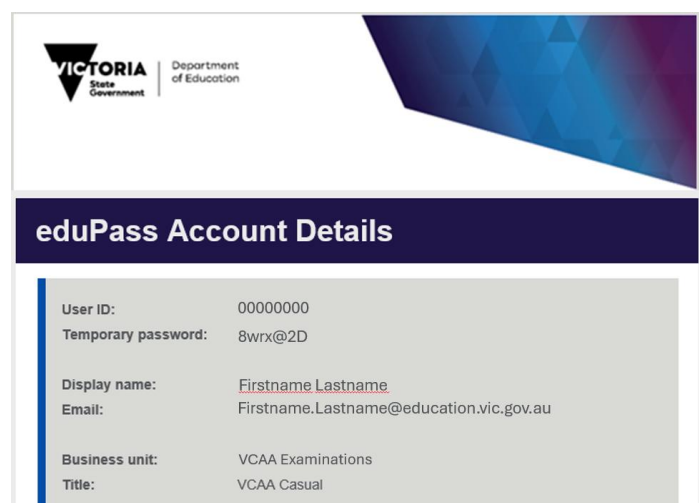 VICTORIA
State
Government
Department
of Education
eduPass Account Details
User ID: 00000000
Temporary password: 8wrx@2D
Display name: Firstname Lastname
Email: Firstname.Lastname@education.vic.gov.au
Business unit: VCAA Examinations
Title: VCAA Casual